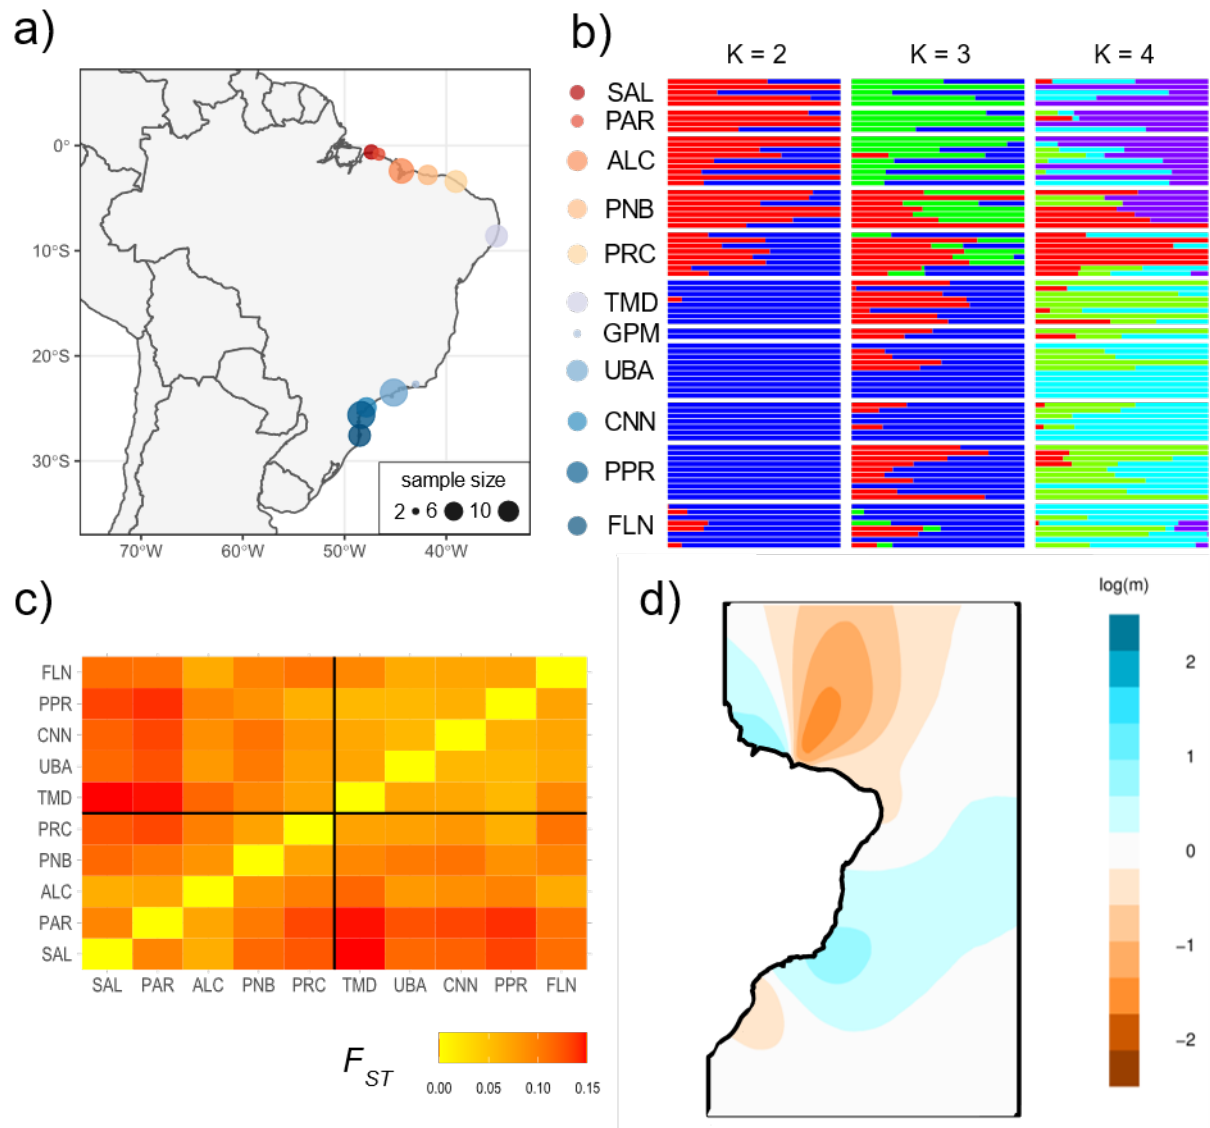 a)
0°
10°S
20°S
30°S
70°W
60°W
50°W
40°W
sample size
2
6
10
b)
K = 2
K = 3
K = 4
SAL
PAR
ALC
PNB
PRC
TMD
GPM
UBA
CNN
PPR
FLN
c)
FLN
PPR
CNN
UBA
TMD
PRC
PNB
ALC
PAR
SAL
SAL PAR ALC PNB PRC TMD UBA CNN PPR FLN
FST
0.00 0.05 0.10 0.15
d)
log(m)
2
1
0
−1
−2